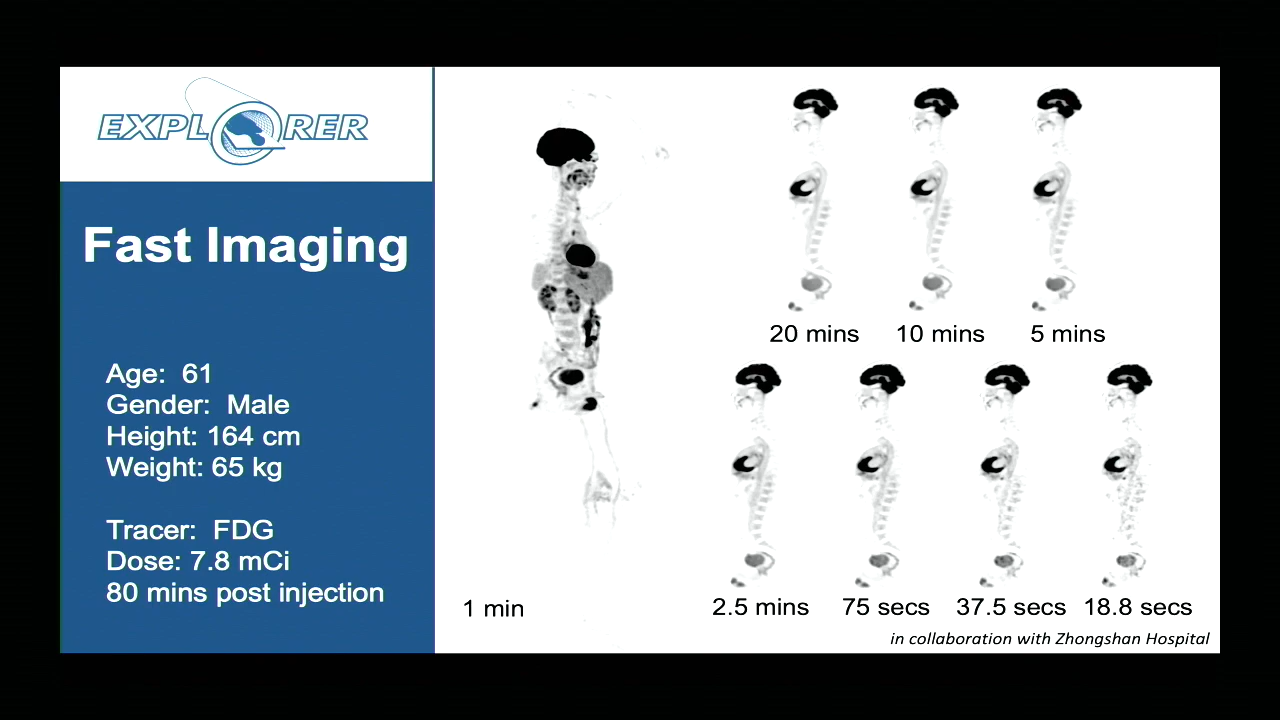 EXPLORER
Fast Imaging
Age: 61
Gender: Male
Height: 164 cm
Weight: 65 kg
Tracer: FDG
Dose: 7.8 mCi
80 mins post injection
1 min
20 mins 10 mins 5 mins
2.5 mins 75 secs 37.5 secs 18.8 secs
in collaboration with Zhongshan Hospital